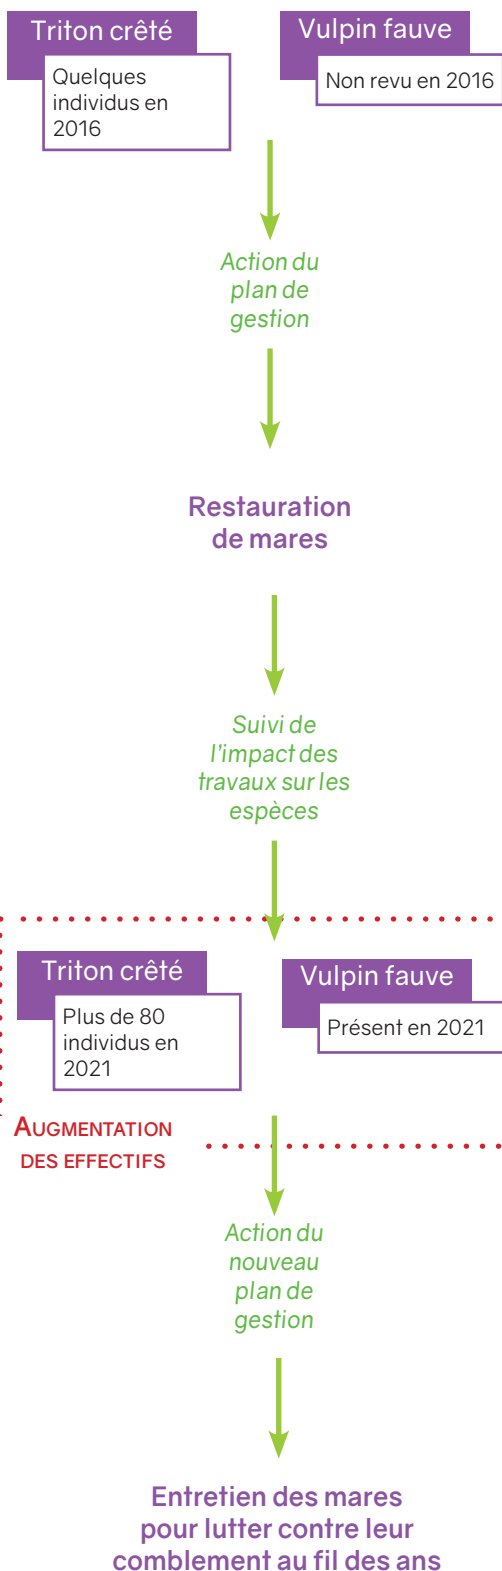 Triton crêté
Quelques
individus en
2016
Vulpin fauve
Non revu en 2016
Action du
plan de
gestion
Restauration
de mares
Suivi de
l'impact des
travaux sur les
espèces
Triton crêté
Plus de 80
individus en
2021
Vulpin fauve
Présent en 2021
AUGMENTATION
DES EFFECTIFS
Action du
nouveau
plan de
gestion
Entretien des mares
pour lutter contre leur
comblement au fil des ans